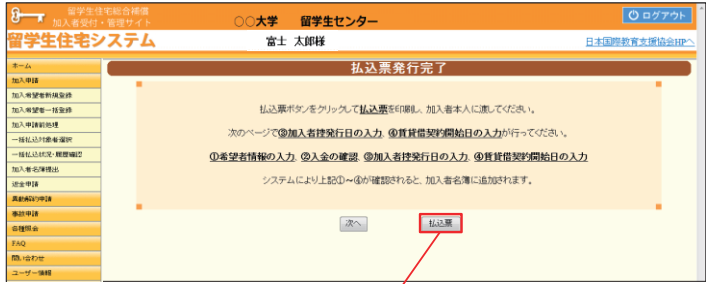 留学生住宅総合補償
加入者受付・管理サイト
○○大学 留学生センター
ログアウト
留学生住宅システム
富士 太郎様
日本国際教育支援協会HPへ
ホーム
払込票発行完了
加入申請
加入希望者新規登録
加入希望者一括登録
加入申請前処理
一括払込対象者選択
一括払込状況・履歴確認
加入者名簿提出
送金申請
異動解約申請
事故申請
各種照会
FAQ
問い合わせ
ユーザー情報
払込票ボタンをクリックして払込票を印刷し、加入者本人に渡してください。
次のページで③加入者控発行日の入力、④賃貸借契約開始日の入力が行ってください。
①希望者情報の入力、②入金の確認、③加入者控発行日の入力、④賃貸借契約開始日の入力
システムにより上記①～④が確認されると、加入者名簿に追加されます。
次へ
払込票